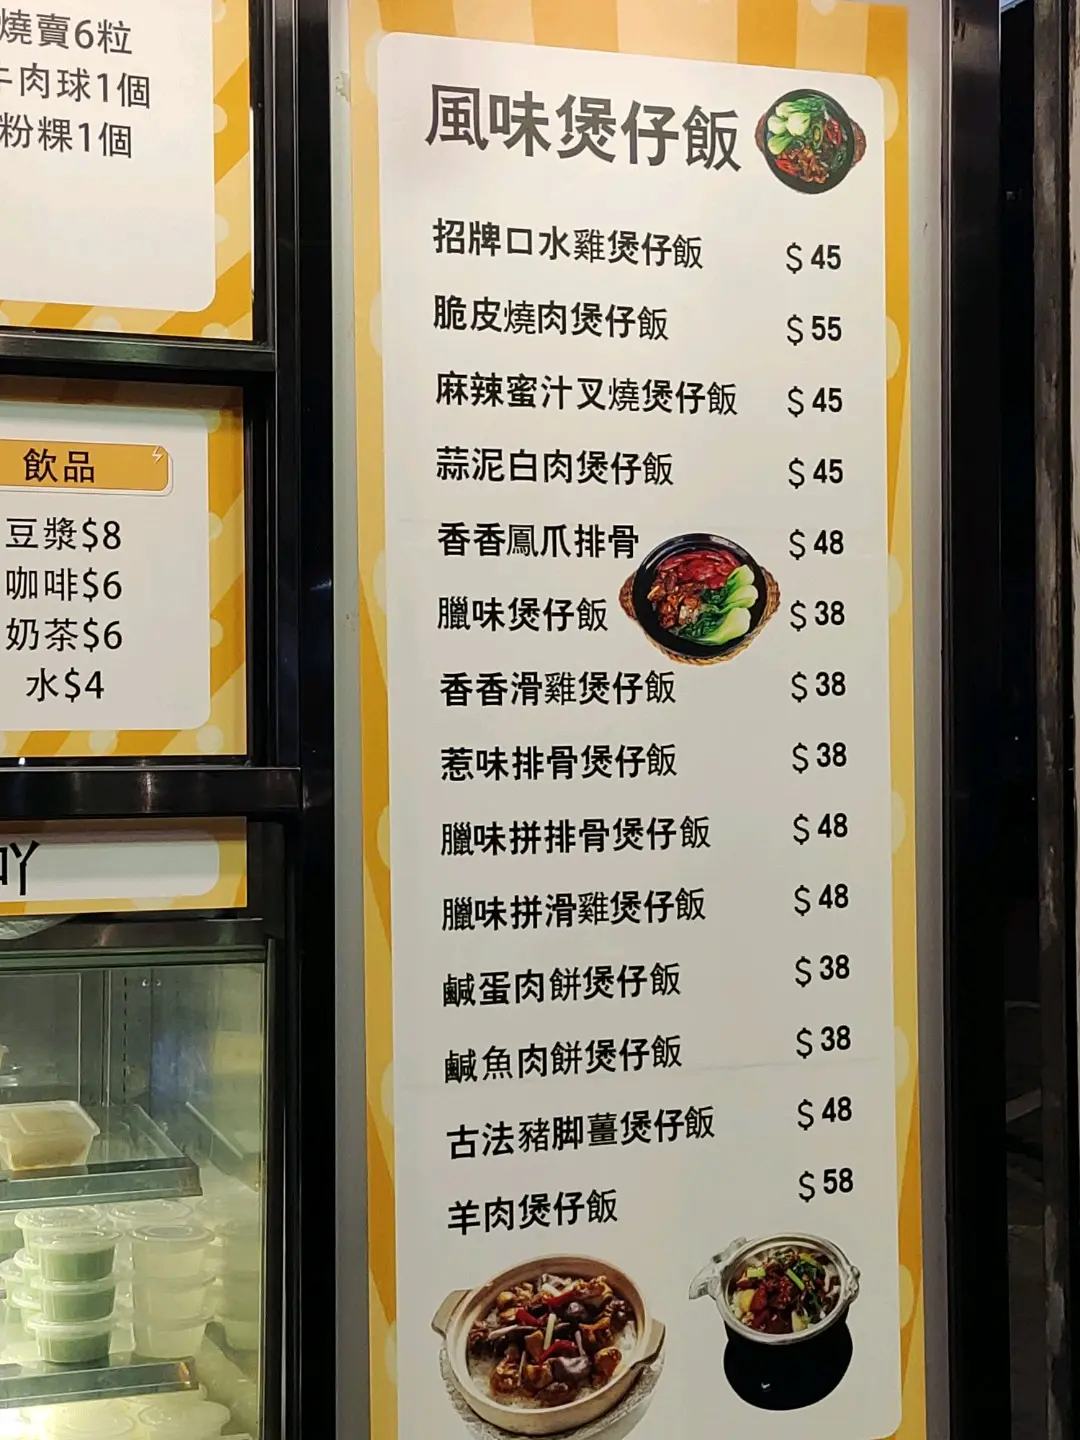 燒賣6粒
牛肉球1個
粉粿1個
飲品
豆漿$8
咖啡$6
奶茶$6
水$4
吖
風味煲仔飯
招牌口水雞煲仔飯 $45
脆皮燒肉煲仔飯 $55
麻辣蜜汁叉燒煲仔飯 $45
蒜泥白肉煲仔飯 $45
香香鳳爪排骨 $48
臘味煲仔飯 $38
香香滑雞煲仔飯 $38
惹味排骨煲仔飯 $38
臘味拼排骨煲仔飯 $48
臘味拼滑雞煲仔飯 $48
鹹蛋肉餅煲仔飯 $38
鹹魚肉餅煲仔飯 $38
古法豬脚薑煲仔飯 $48
羊肉煲仔飯 $58